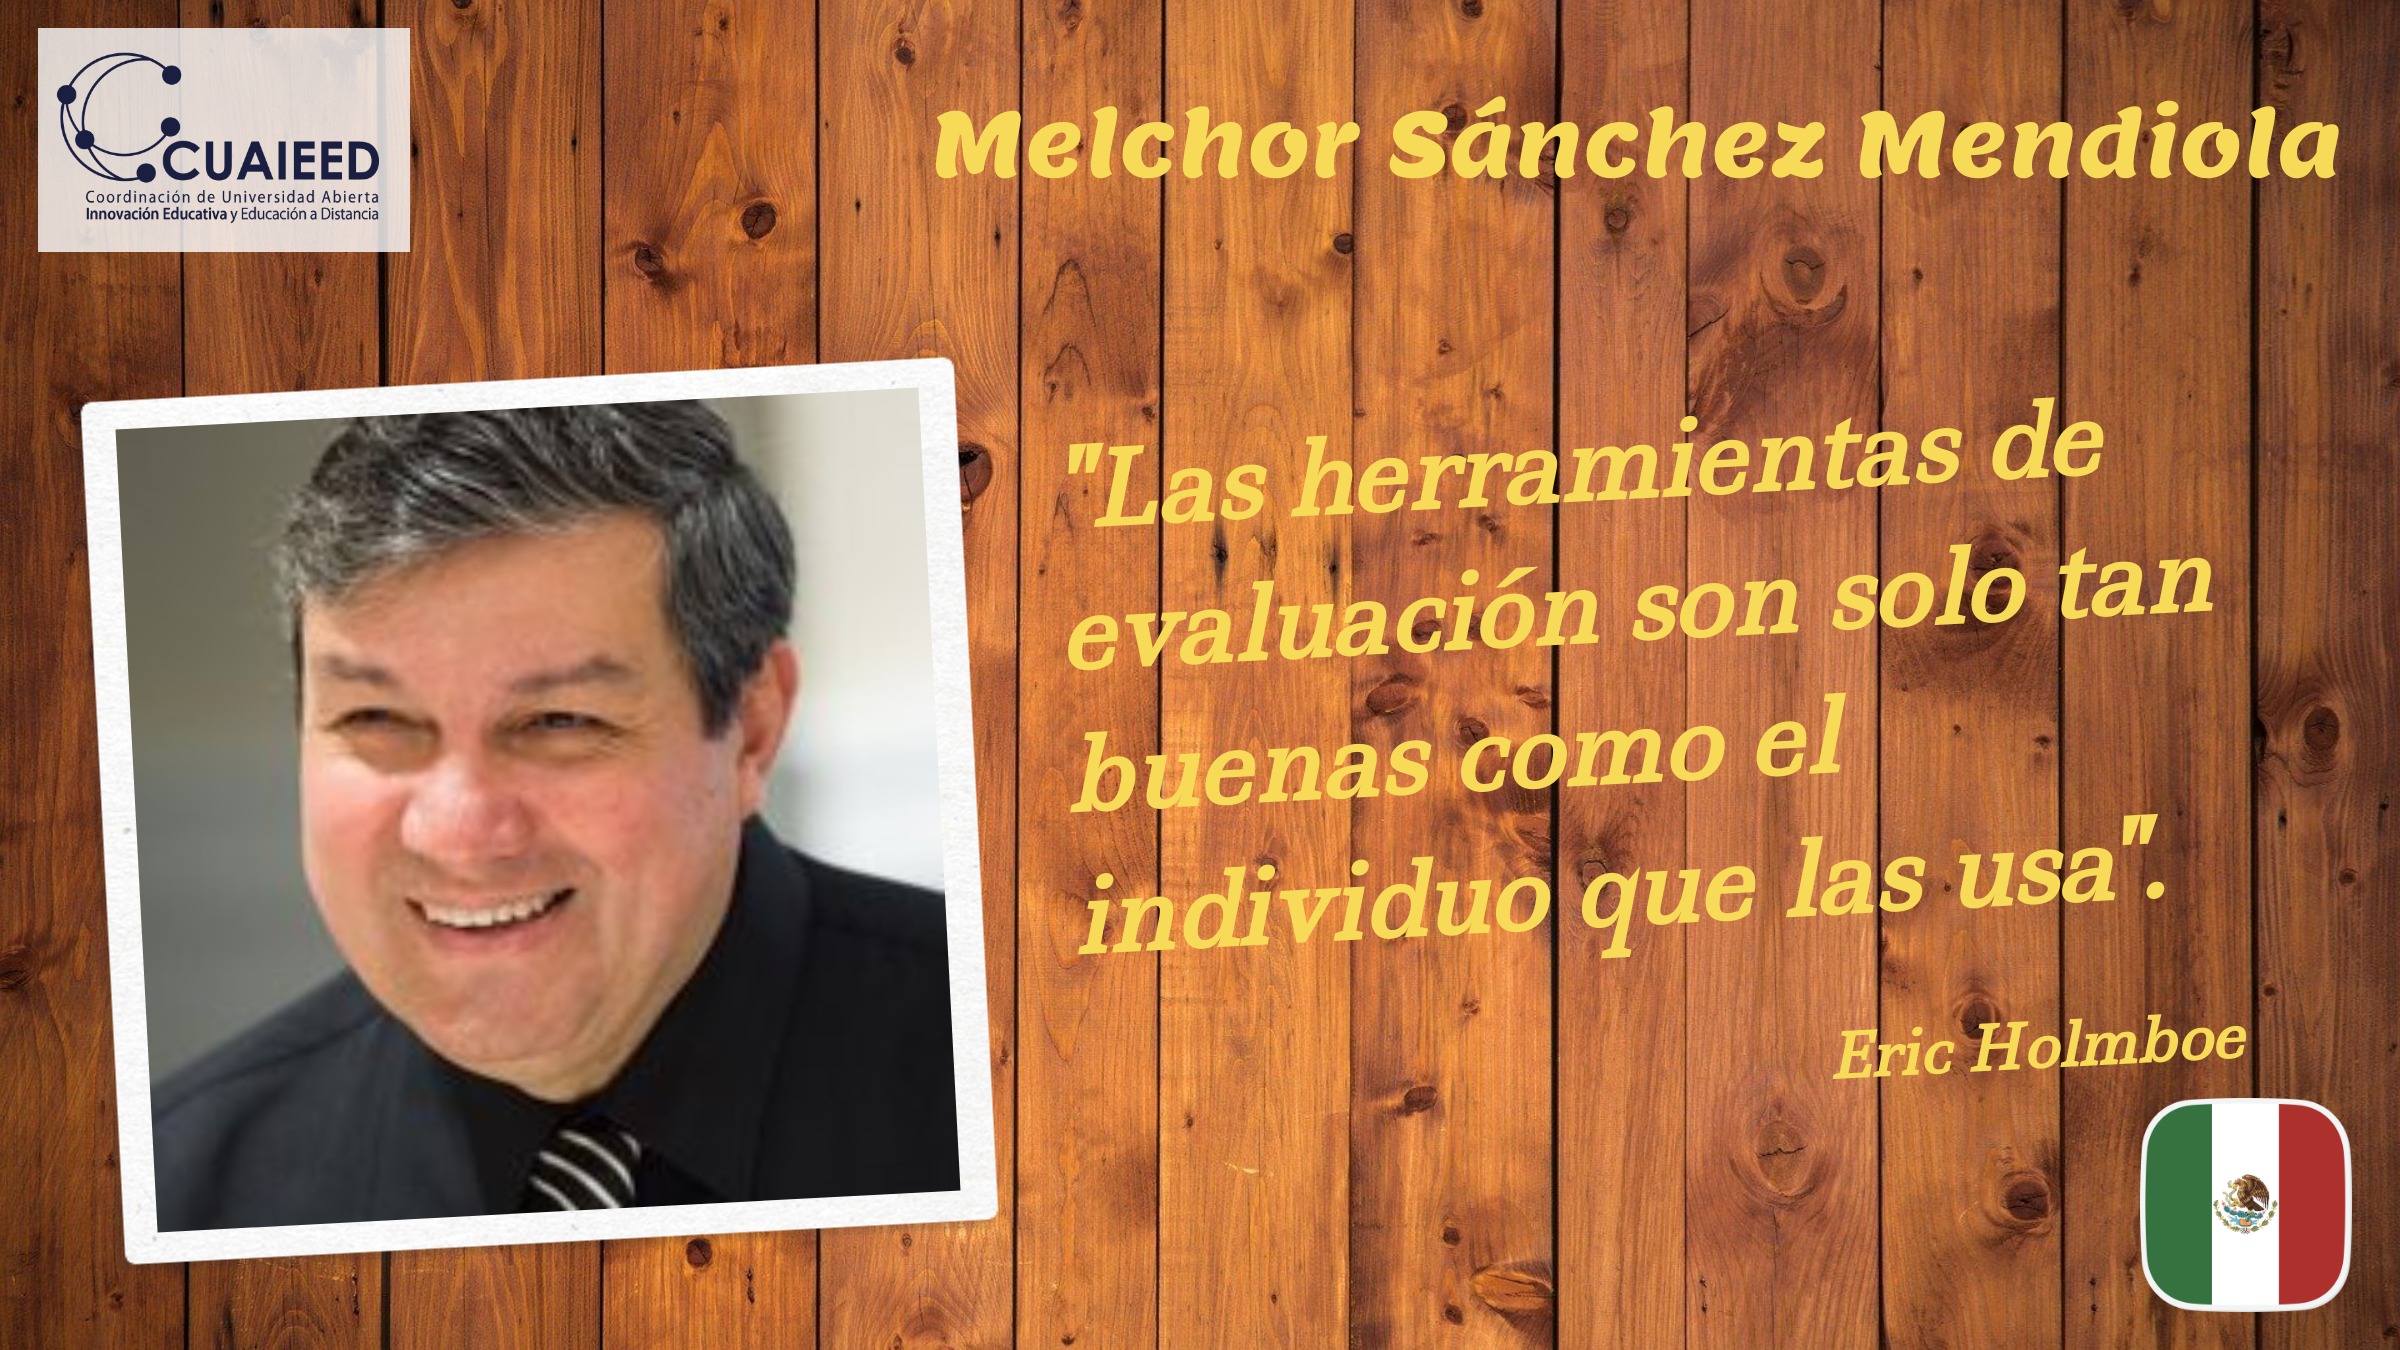 CUAIEED
Coordinación de Universidad Abierta
Innovación Educativa y Educación a Distancia
Melchor Sánchez Mendiola
"Las herramientas de
evaluación son solo tan
buenas como el
individuo que las usa".
Eric Holmboe